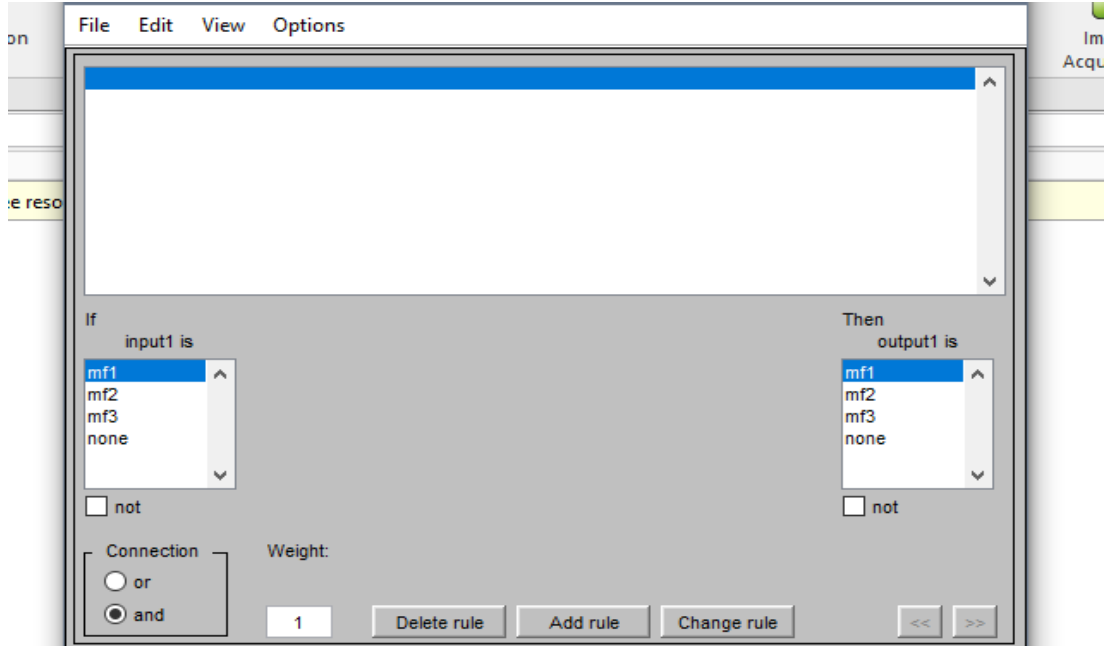 File Edit View Options
on
Im
Acqu
ee reso
If
input1 is
mf1
mf2
mf3
none
not
Then
output1 is
mf1
mf2
mf3
none
not
Connection
or
and
Weight:
1
Delete rule
Add rule
Change rule
<< >>